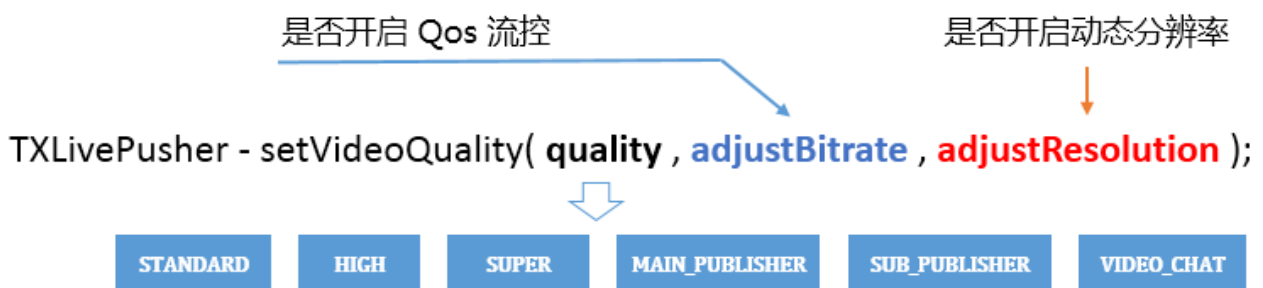 是否开启 Qos 流控
是否开启动态分辨率
TXLivePusher - setVideoQuality( quality , adjustBitrate , adjustResolution );
STANDARD
HIGH
SUPER
MAIN_PUBLISHER
SUB_PUBLISHER
VIDEO_CHAT